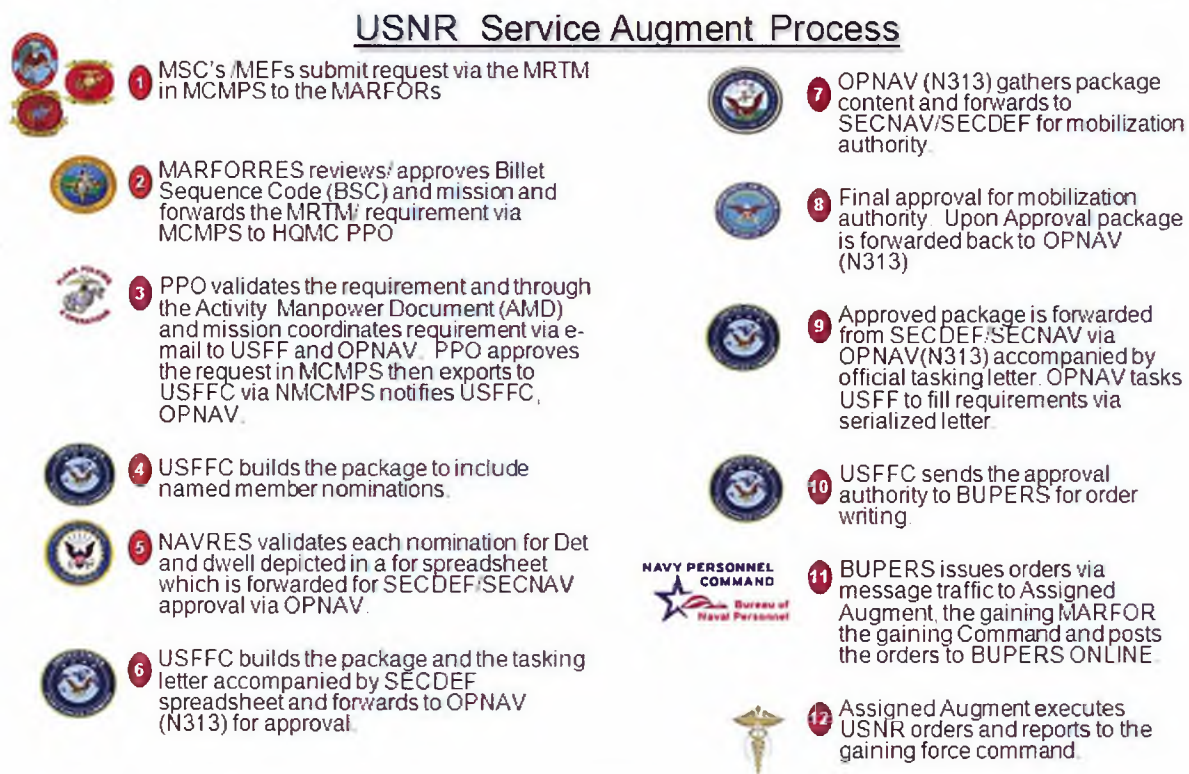 USNR Service Augment Process
1
MSC's /MEFs submit request via the MRTM
in MCMPS to the MARFORs
2
MARFORRES reviews/ approves Billet
Sequence Code (BSC) and mission and
forwards the MRTM/ requirement via
MCMPS to HQMC PPO
3
PPO validates the requirement and through
the Activity Manpower Document (AMD)
and mission coordinates requirement via e-
mail to USFF and OPNAV. PPO approves
the request in MCMPS then exports to
USFFC via NMCMPS notifies USFFC,
OPNAV.
4
USFFC builds the package to include
named member nominations.
5
NAVRES validates each nomination for Det
and dwell depicted in a for spreadsheet
which is forwarded for SECDEF/SECNAV
approval via OPNAV.
6
USFFC builds the package and the tasking
letter accompanied by SECDEF
spreadsheet and forwards to OPNAV
(N313) for approval.
7
OPNAV (N313) gathers package
content and forwards to
SECNAV/SECDEF for mobilization
authority.
8
Final approval for mobilization
authority. Upon Approval package
is forwarded back to OPNAV
(N313)
9
Approved package is forwarded
from SECDEF/SECNAV via
OPNAV(N313) accompanied by
official tasking letter. OPNAV tasks
USFF to fill requirements via
serialized letter.
10
USFFC sends the approval
authority to BUPERS for order
writing.
NAVY PERSONNEL
COMMAND
Bureau of
Naval Personnel
11
BUPERS issues orders via
message traffic to Assigned
Augment, the gaining MARFOR
the gaining Command and posts
the orders to BUPERS ONLINE.
12
Assigned Augment executes
USNR orders and reports to the
gaining force command.